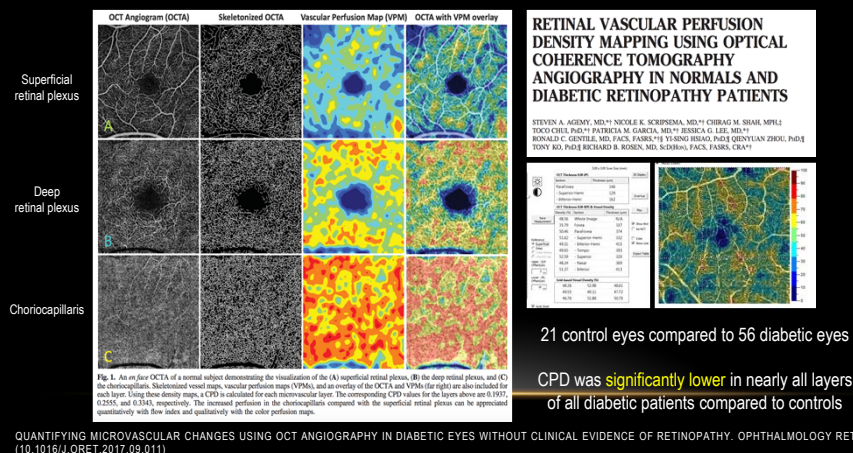 OCT Angiogram (OCTA) Skeletonized OCTA Vascular Perfusion Map (VPM) OCTA with VPM overlay
Superficial
retinal plexus
A
Deep
retinal plexus
B
Choriocapillaris
C
Fig. 1. An en face OCTA of a normal subject demonstrating the visualization of the (A) superficial retinal plexus, (B) the deep retinal plexus, and (C)
the choriocapillaris. Skeletonized vessel maps, vascular perfusion maps (VPMs), and an overlay of the OCTA and VPMs (far right) are also included for
each layer. Using these density maps, a CPD is calculated for each microvascular layer. The corresponding CPD values for the layers above are 0.1937,
0.2555, and 0.3343, respectively. The increased perfusion in the choriocapillaris compared with the superficial retinal plexus can be appreciated
quantitatively with flow index and qualitatively with the color perfusion maps.
RETINAL VASCULAR PERFUSION
DENSITY MAPPING USING OPTICAL
COHERENCE TOMOGRAPHY
ANGIOGRAPHY IN NORMALS AND
DIABETIC RETINOPATHY PATIENTS
STEVEN A. AGEMY, MD,*† NICOLE K. SCRIPSEMA, MD,*† CHIRAG M. SHAH, MPH,‡
TOCO CHUI, PHD,*† PATRICIA M. GARCIA, MD,*† JESSICA G. LEE, MD,*†
RONALD C. GENTILE, MD, FACS, FASRS,*†§ YI-SING HSIAO, PHD,¶ QIENYUAN ZHOU, PHD,¶
TONY KO, PHD,¶ RICHARD B. ROSEN, MD, SCD(HON), FACS, FASRS, CRA*†
21 control eyes compared to 56 diabetic eyes
CPD was significantly lower in nearly all layers
of all diabetic patients compared to controls
QUANTIFYING MICROVASCULAR CHANGES USING OCT ANGIOGRAPHY IN DIABETIC EYES WITHOUT CLINICAL EVIDENCE OF RETINOPATHY. OPHTHALMOLOGY RET
(10.1016/J.ORET.2017.09.011)